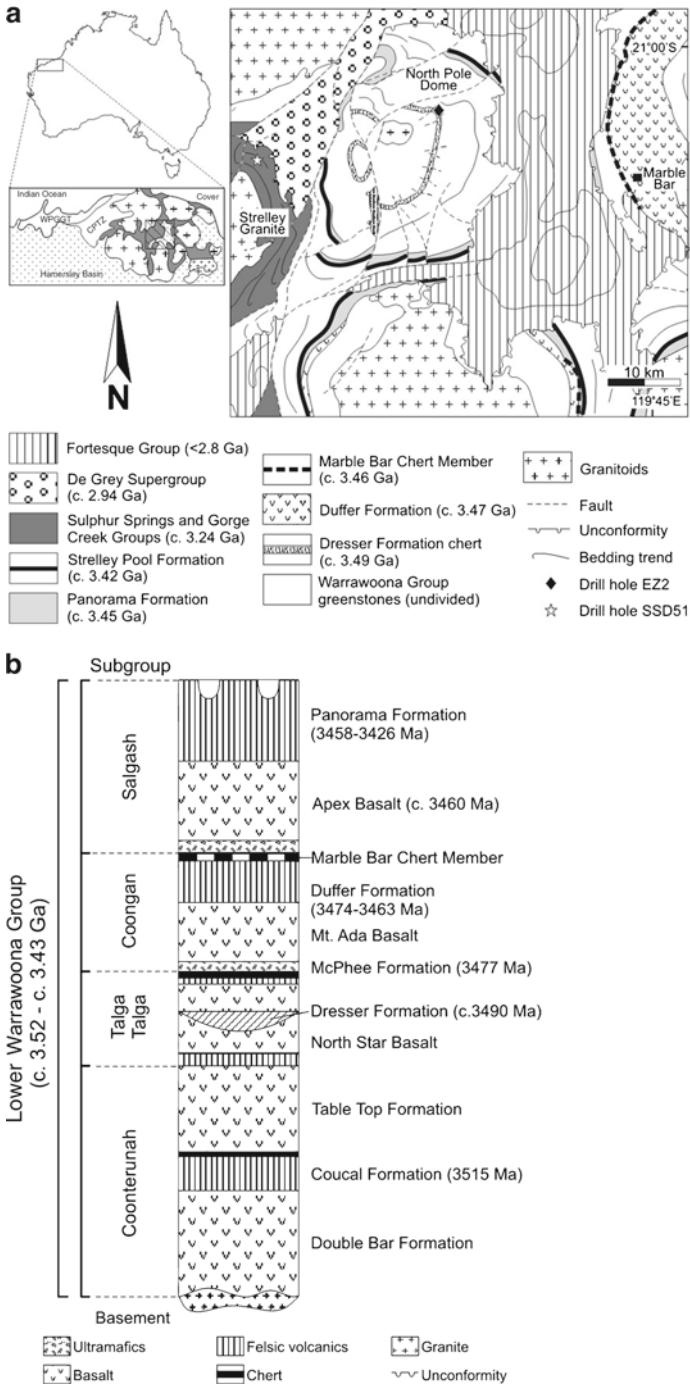 a
Indian Ocean
Cover
WPGGT
CPTZ
Hamersley Basin
N
North Pole
Dome
21°00'S
Marble
Bar
Strelley
Granite
10 km
119°45'E
Fortesque Group (<2.8 Ga)
De Grey Supergroup
(c. 2.94 Ga)
Sulphur Springs and Gorge
Creek Groups (c. 3.24 Ga)
Strelley Pool Formation
(c. 3.42 Ga)
Panorama Formation
(c. 3.45 Ga)
Marble Bar Chert Member
(c. 3.46 Ga)
Duffer Formation (c. 3.47 Ga)
Dresser Formation chert
(c. 3.49 Ga)
Warrawoona Group
greenstones (undivided)
Granitoids
Fault
Unconformity
Bedding trend
Drill hole EZ2
Drill hole SSD51
b
Subgroup
Lower Warrawoona Group
(c. 3.52 - c. 3.43 Ga)
Salgash
Coongan
Talga
Talga
Coonterunah
Panorama Formation
(3458-3426 Ma)
Apex Basalt (c. 3460 Ma)
Marble Bar Chert Member
Duffer Formation
(3474-3463 Ma)
Mt. Ada Basalt
McPhee Formation (3477 Ma)
Dresser Formation (c.3490 Ma)
North Star Basalt
Table Top Formation
Coucal Formation (3515 Ma)
Double Bar Formation
Basement
Ultramafics
Felsic volcanics
Granite
Basalt
Chert
Unconformity